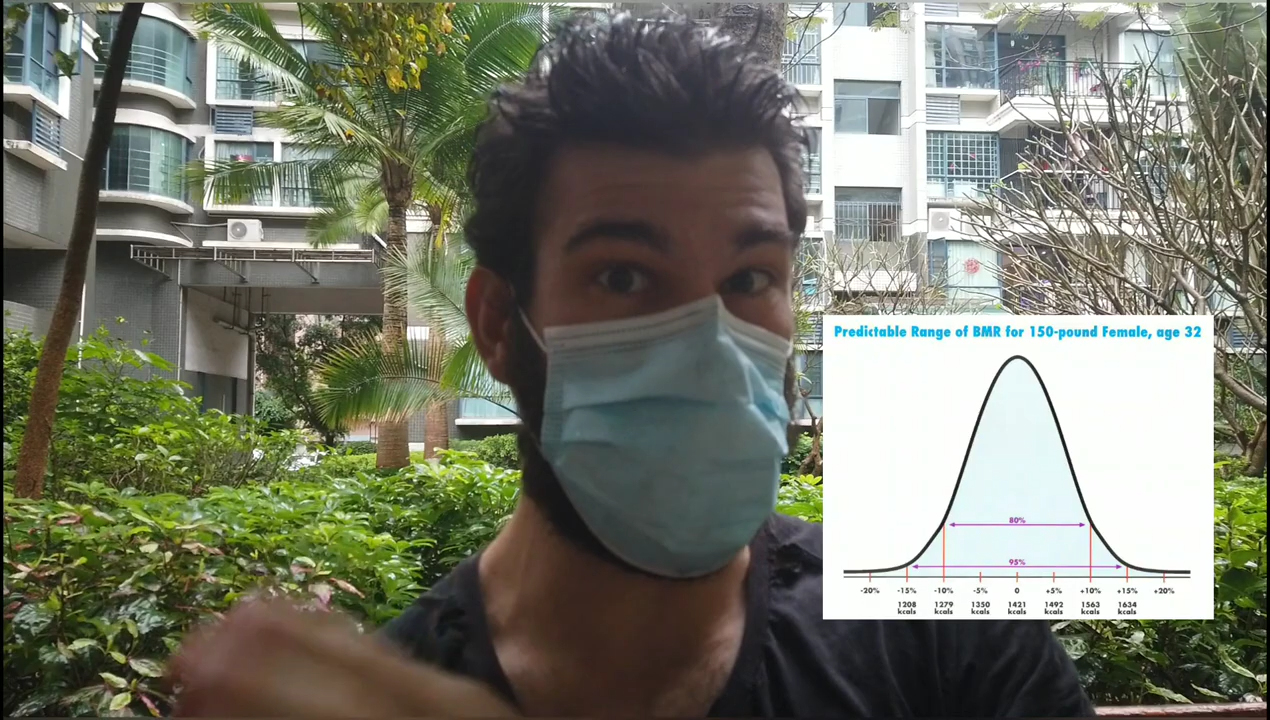 Predictable Range of BMR for 150-pound Female, age 32
80%
95%
-20% -15% -10% -5% 0 +5% +10% +15% +20%
1208 1279 1350 1421 1492 1563 1634
kcals kcals kcals kcals kcals kcals kcals